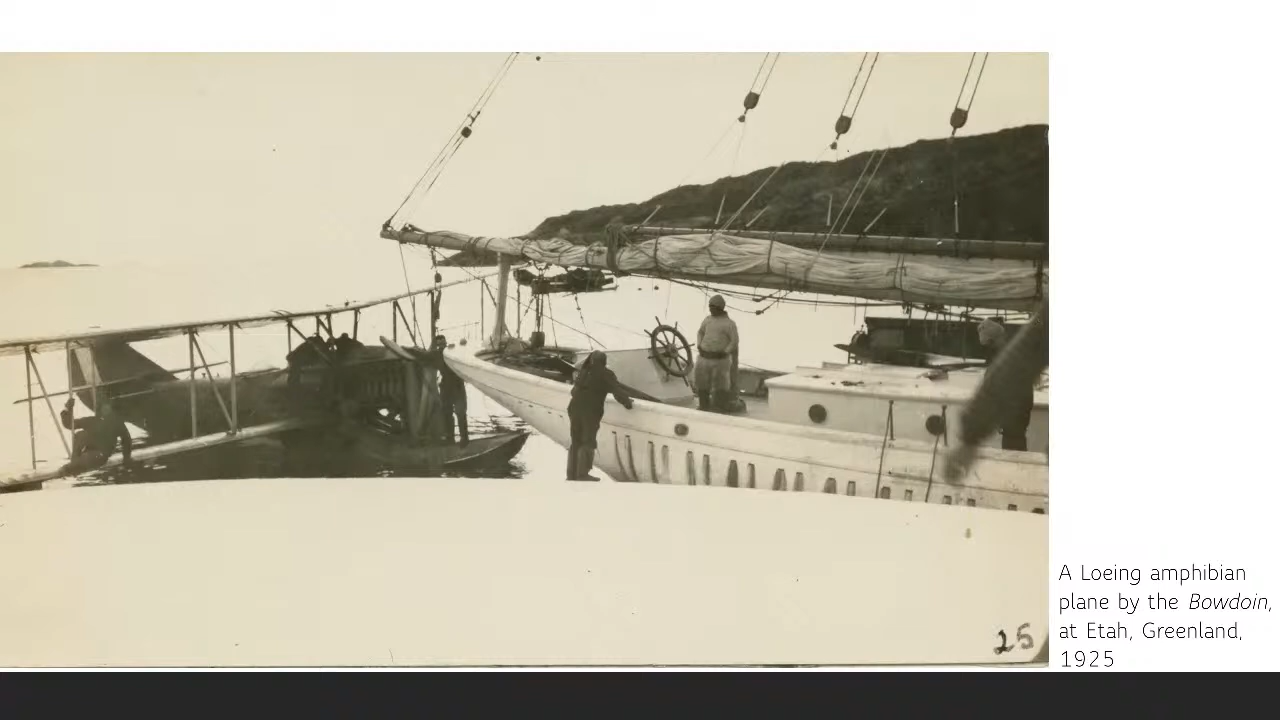 25
A Loeing amphibian
plane by the Bowdoin,
at Etah, Greenland,
1925